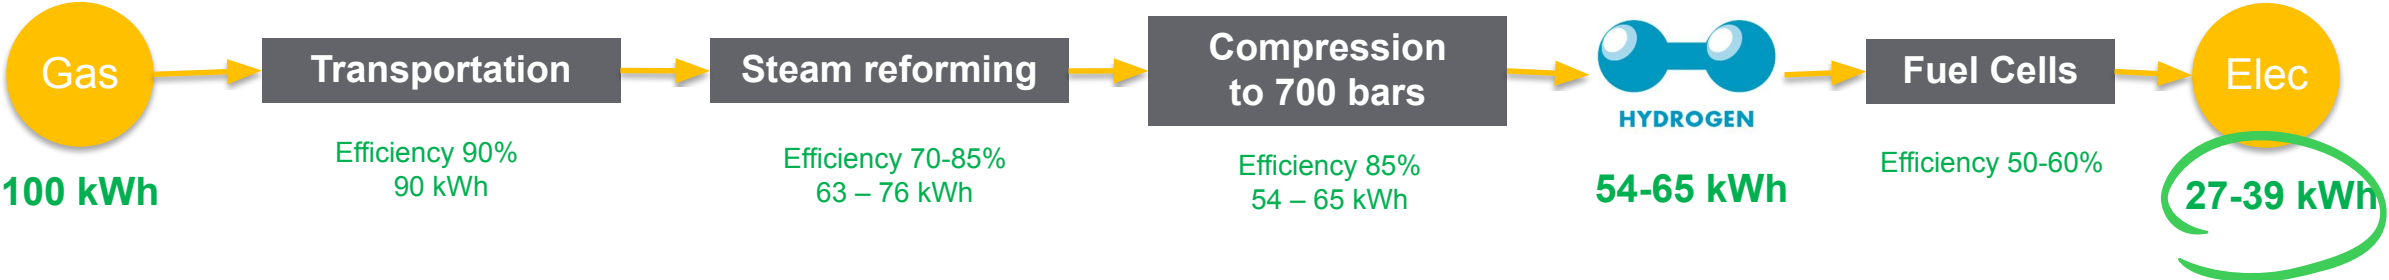 Gas
100 kWh
Transportation
Efficiency 90%
90 kWh
Steam reforming
Efficiency 70-85%
63 – 76 kWh
Compression
to 700 bars
Efficiency 85%
54 – 65 kWh
HYDROGEN
54-65 kWh
Fuel Cells
Efficiency 50-60%
Elec
27-39 kWh